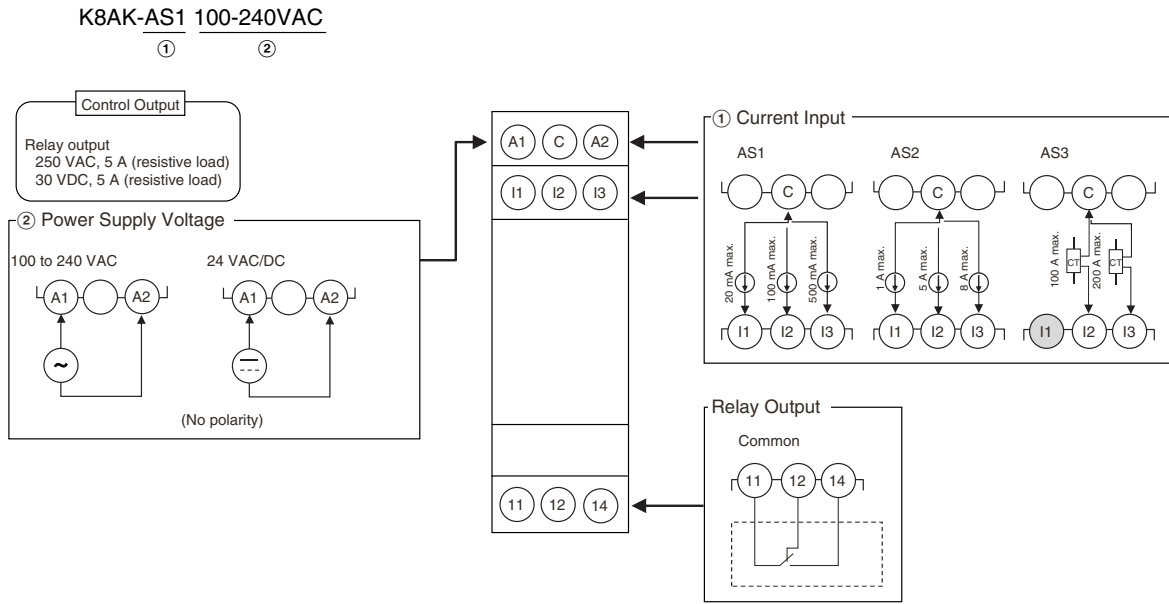 K8AK-AS1 100-240VAC
① ②
Control Output
Relay output
250 VAC, 5 A (resistive load)
30 VDC, 5 A (resistive load)
② Power Supply Voltage
100 to 240 VAC 24 VAC/DC
A1 A2 A1 A2
~
(No polarity)
A1 C A2
I1 I2 I3
11 12 14
① Current Input
AS1 AS2 AS3
C C C
20 mA max. 100 mA max. 500 mA max. 1 A max. 5 A max. 8 A max. 100 A max. CT 200 A max. CT
I1 I2 I3 I1 I2 I3 I1 I2 I3
Relay Output
Common
11 12 14